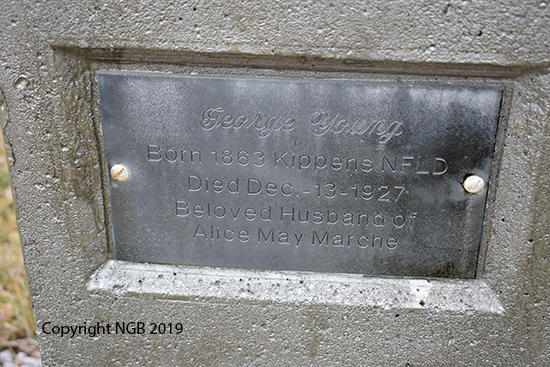 George Young
Born 1863 Kippens NFLD
Died Dec.-13-1927
Beloved Husband of
Alice May Marche
Copyright NGB 2019